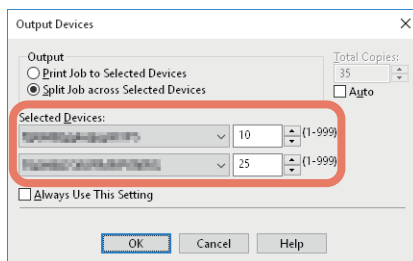 Output Devices
Output
Print Job to Selected Devices
Split Job across Selected Devices
Total Copies:
35
Auto
Selected Devices:
10 (1-999)
25 (1-999)
Always Use This Setting
OK Cancel Help